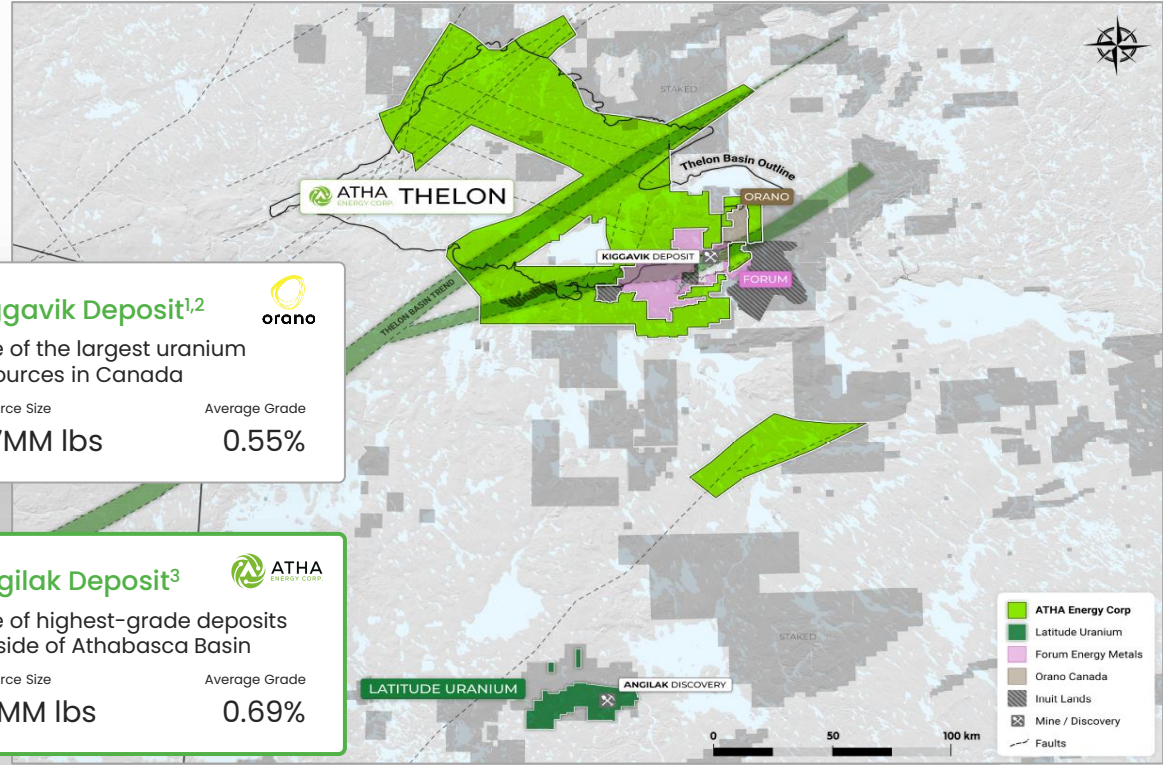 STAKED
Thelon Basin Outline
ATHA
ENERGY CORP.
THELON
ORANO
KIGGAVIK DEPOSIT
FORUM
THELON BASIN TREND
ggavik Deposit1,2
orano
e of the largest uranium
ources in Canada
rce Size
Average Grade
MM lbs
0.55%
gilak Deposit3
ATHA
ENERGY CORP.
e of highest-grade deposits
side of Athabasca Basin
rce Size
Average Grade
MM lbs
0.69%
STAKED
LATITUDE URANIUM
ANGILAK DISCOVERY
ATHA Energy Corp
Latitude Uranium
Forum Energy Metals
Orano Canada
Inuit Lands
Mine / Discovery
Faults
0 50 100 km